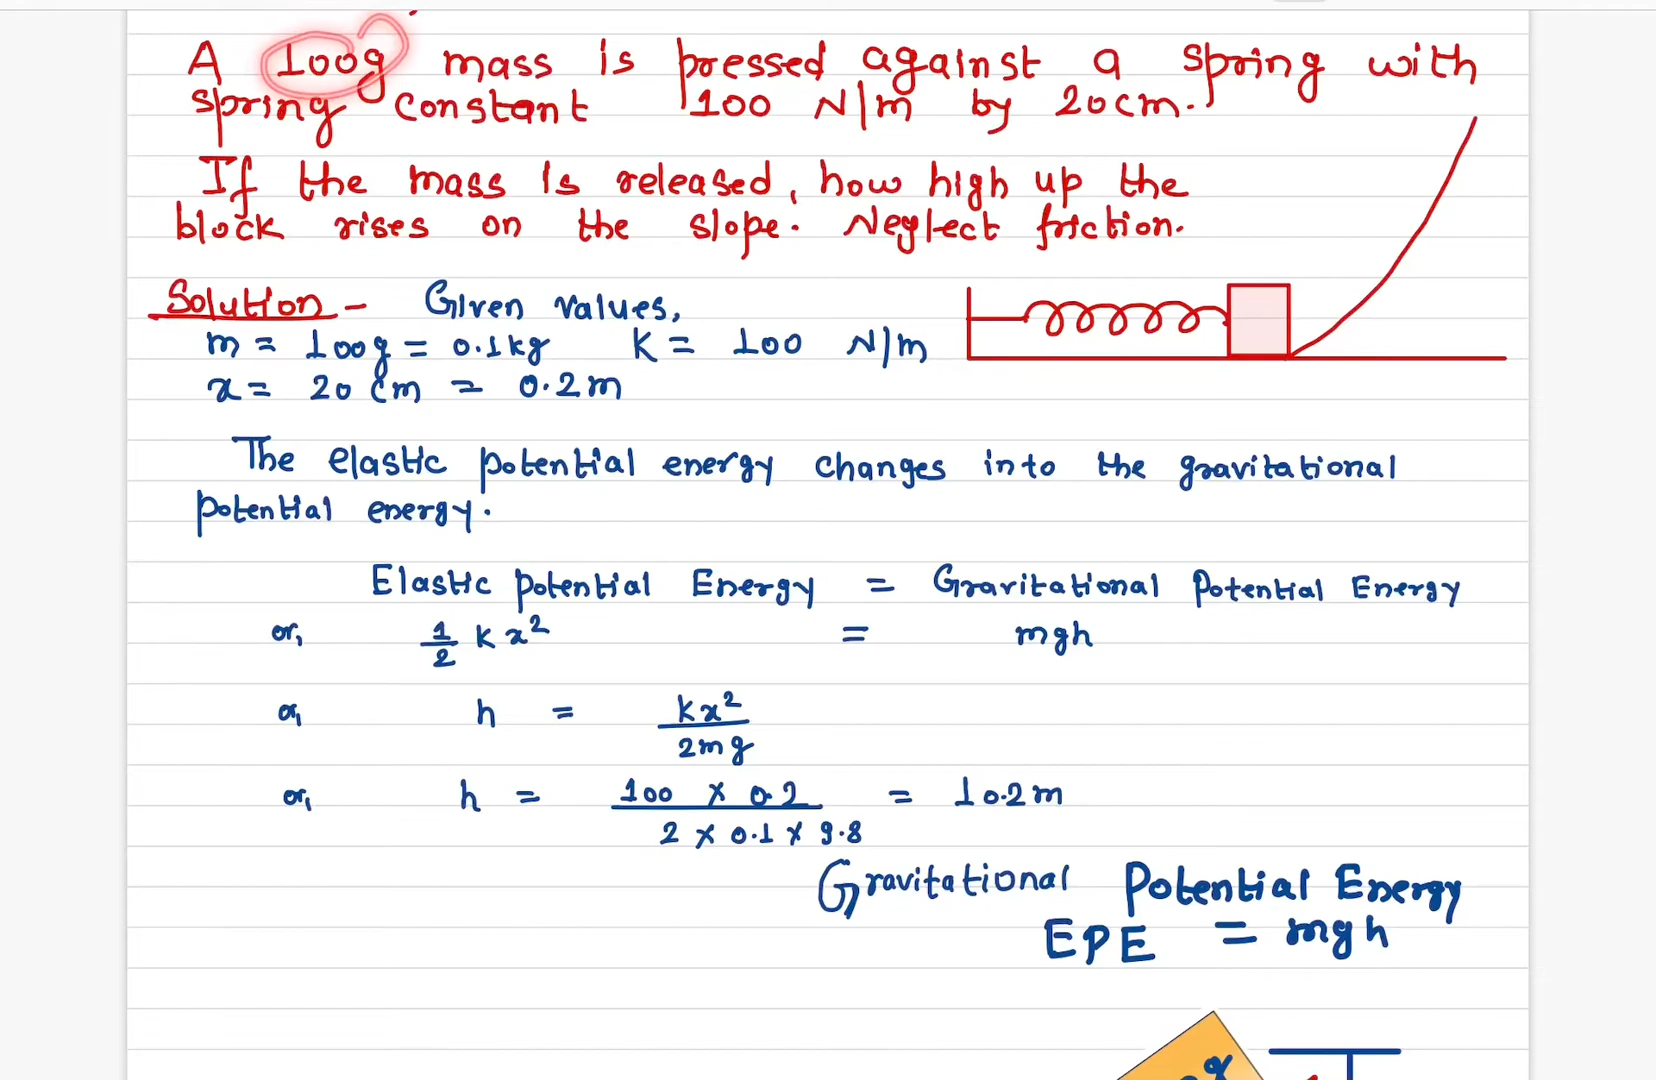 A 100g mass is pressed against a spring with
spring constant 100 N/m by 20cm.
If the mass is released, how high up the
block rises on the slope. Neglect friction.
Solution - Given values,
m = 100g = 0.1kg K = 100 N/m
x = 20 cm = 0.2m
The elastic potential energy changes into the gravitational
potential energy.
Elastic potential Energy = Gravitational Potential Energy
or, 1/2 k x² = mgh
or, h = kx²/2mg
or, h = 100 × 0.2/2 × 0.1 × 9.8 = 10.2m
Gravitational Potential Energy
EPE = mgh